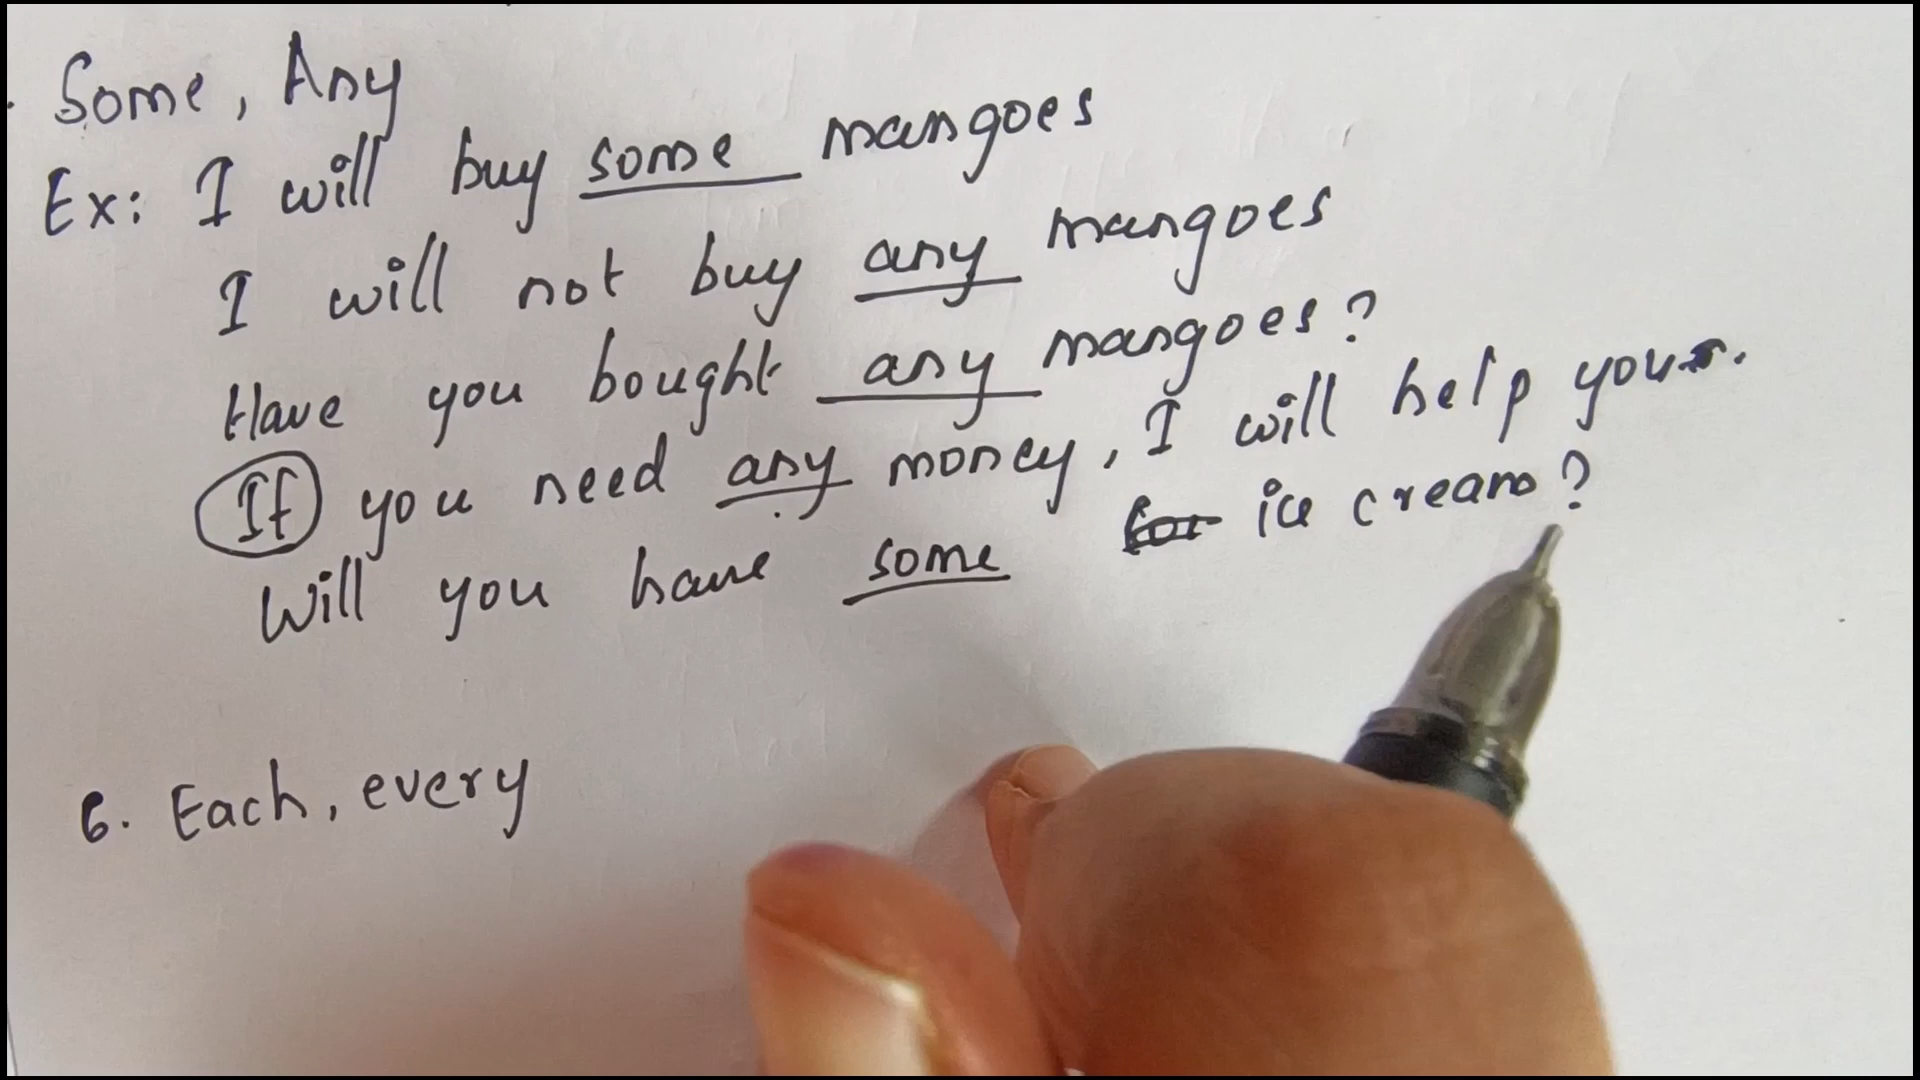 Some, Any
Ex: I will buy some mangoes
I will not buy any mangoes
Have you bought any mangoes?
If you need any money, I will help you.
Will you have some for ice cream?
6. Each, every